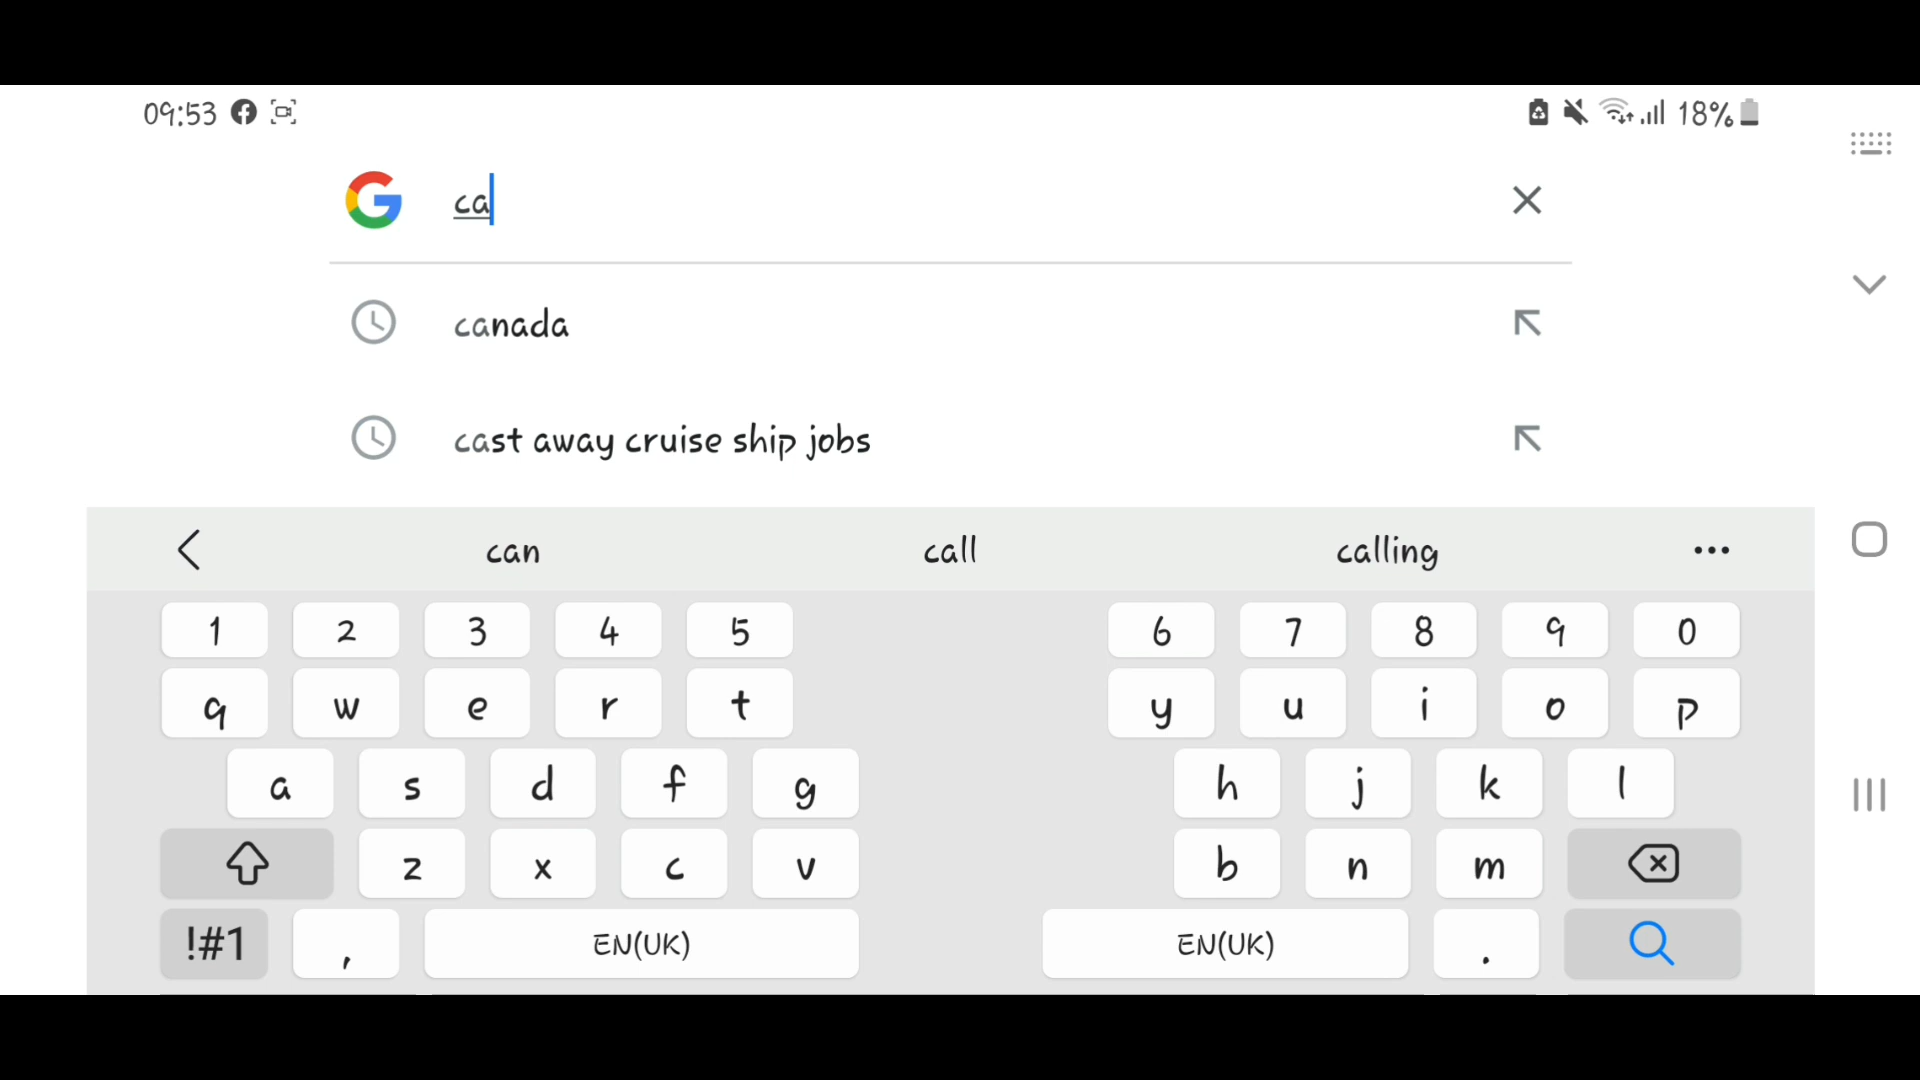 09:53 18%
ca
canada
cast away cruise ship jobs
can call calling
1 2 3 4 5 6 7 8 9 0
q w e r t y u i o p
a s d f g h j k l
z x c v b n m
!#1 , EN(UK) EN(UK) .